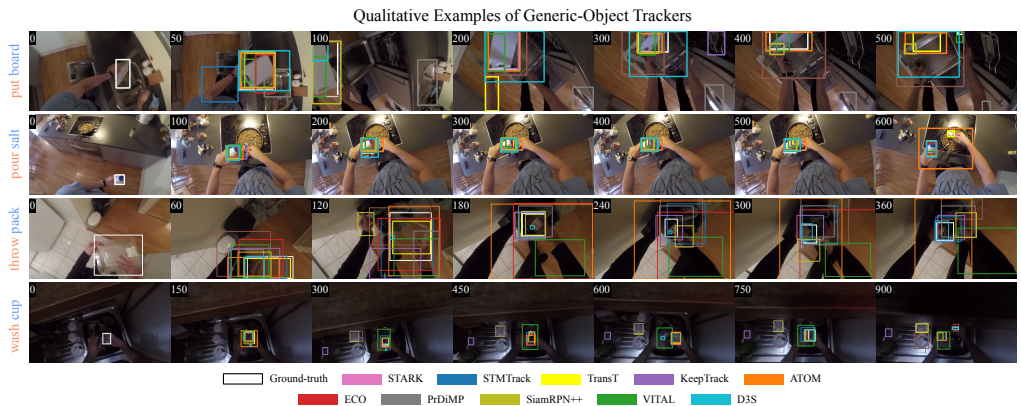 Qualitative Examples of Generic-Object Trackers
put board
0 50 100 200 300 400 500
pour salt
0 100 200 300 400 500 600
throw pack
0 60 120 180 240 300 360
wash cup
0 150 300 450 600 750 900
Ground-truth STARK STMTrack TransT KeepTrack ATOM
ECO PrDiMP SiamRPN++ VITAL D3S